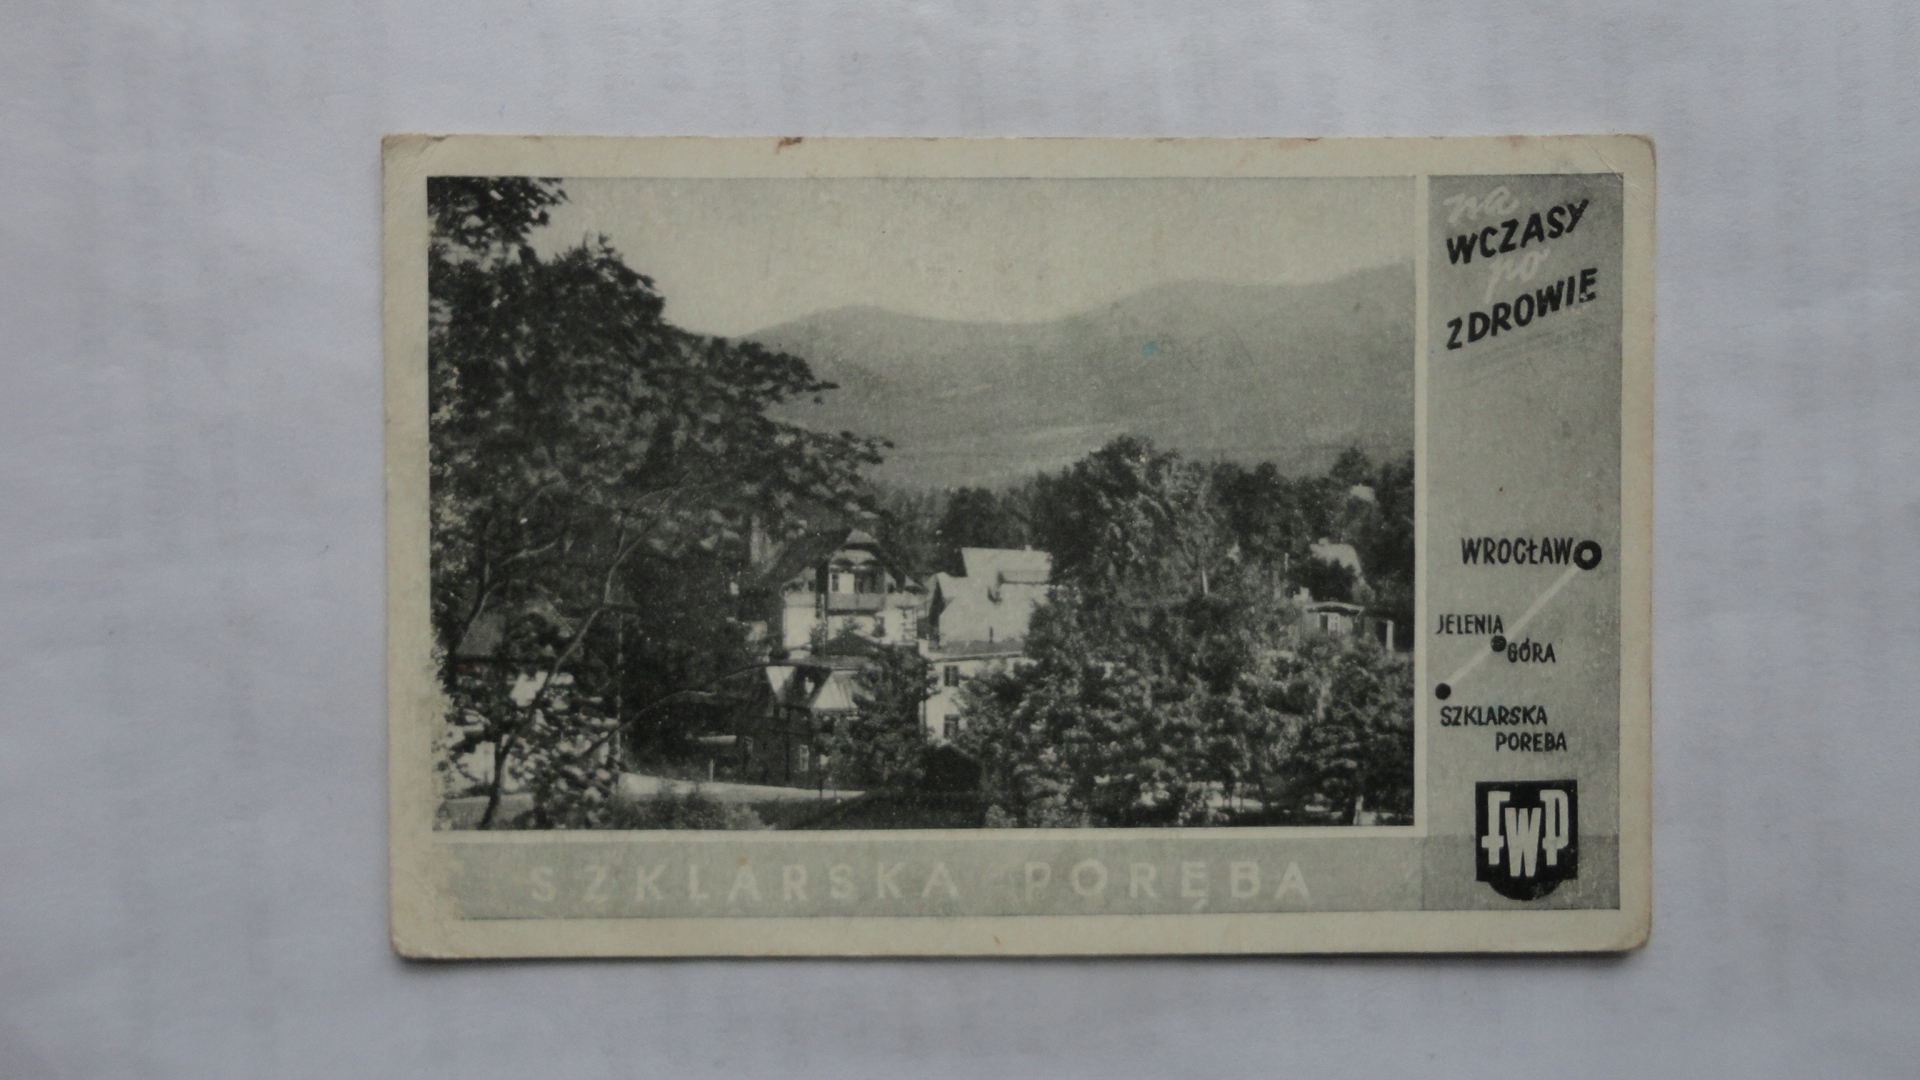 na
WCZASY
po
ZDROWIE
WROCŁAW
JELENIA
GÓRA
SZKLARSKA
PORĘBA
FWP
SZKLARSKA PORĘBA